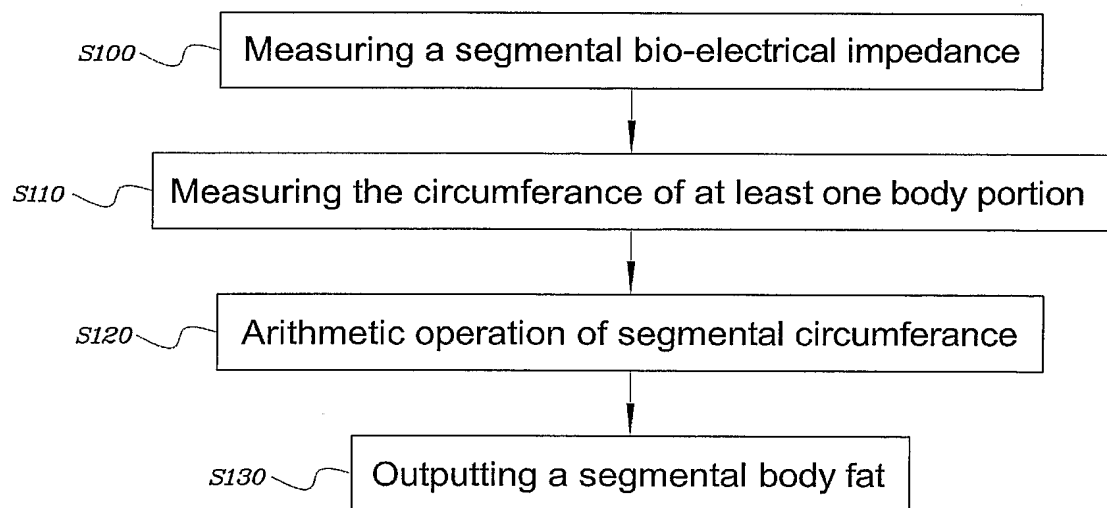 S100 Measuring a segmental bio-electrical impedance
S110 Measuring the circumferance of at least one body portion
S120 Arithmetic operation of segmental circumferance
S130 Outputting a segmental body fat